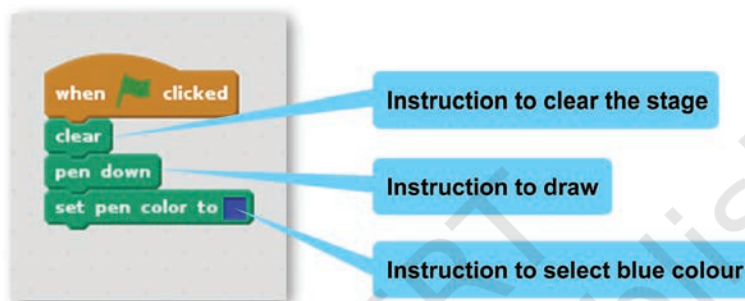 when clicked
clear
pen down
set pen color to
Instruction to clear the stage
Instruction to draw
Instruction to select blue colour